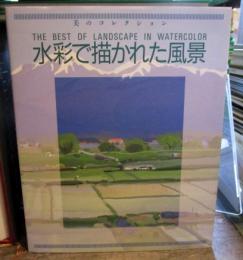 美のコレクション
THE BEST OF LANDSCAPE IN WATERCOLOR
水彩で描かれた風景